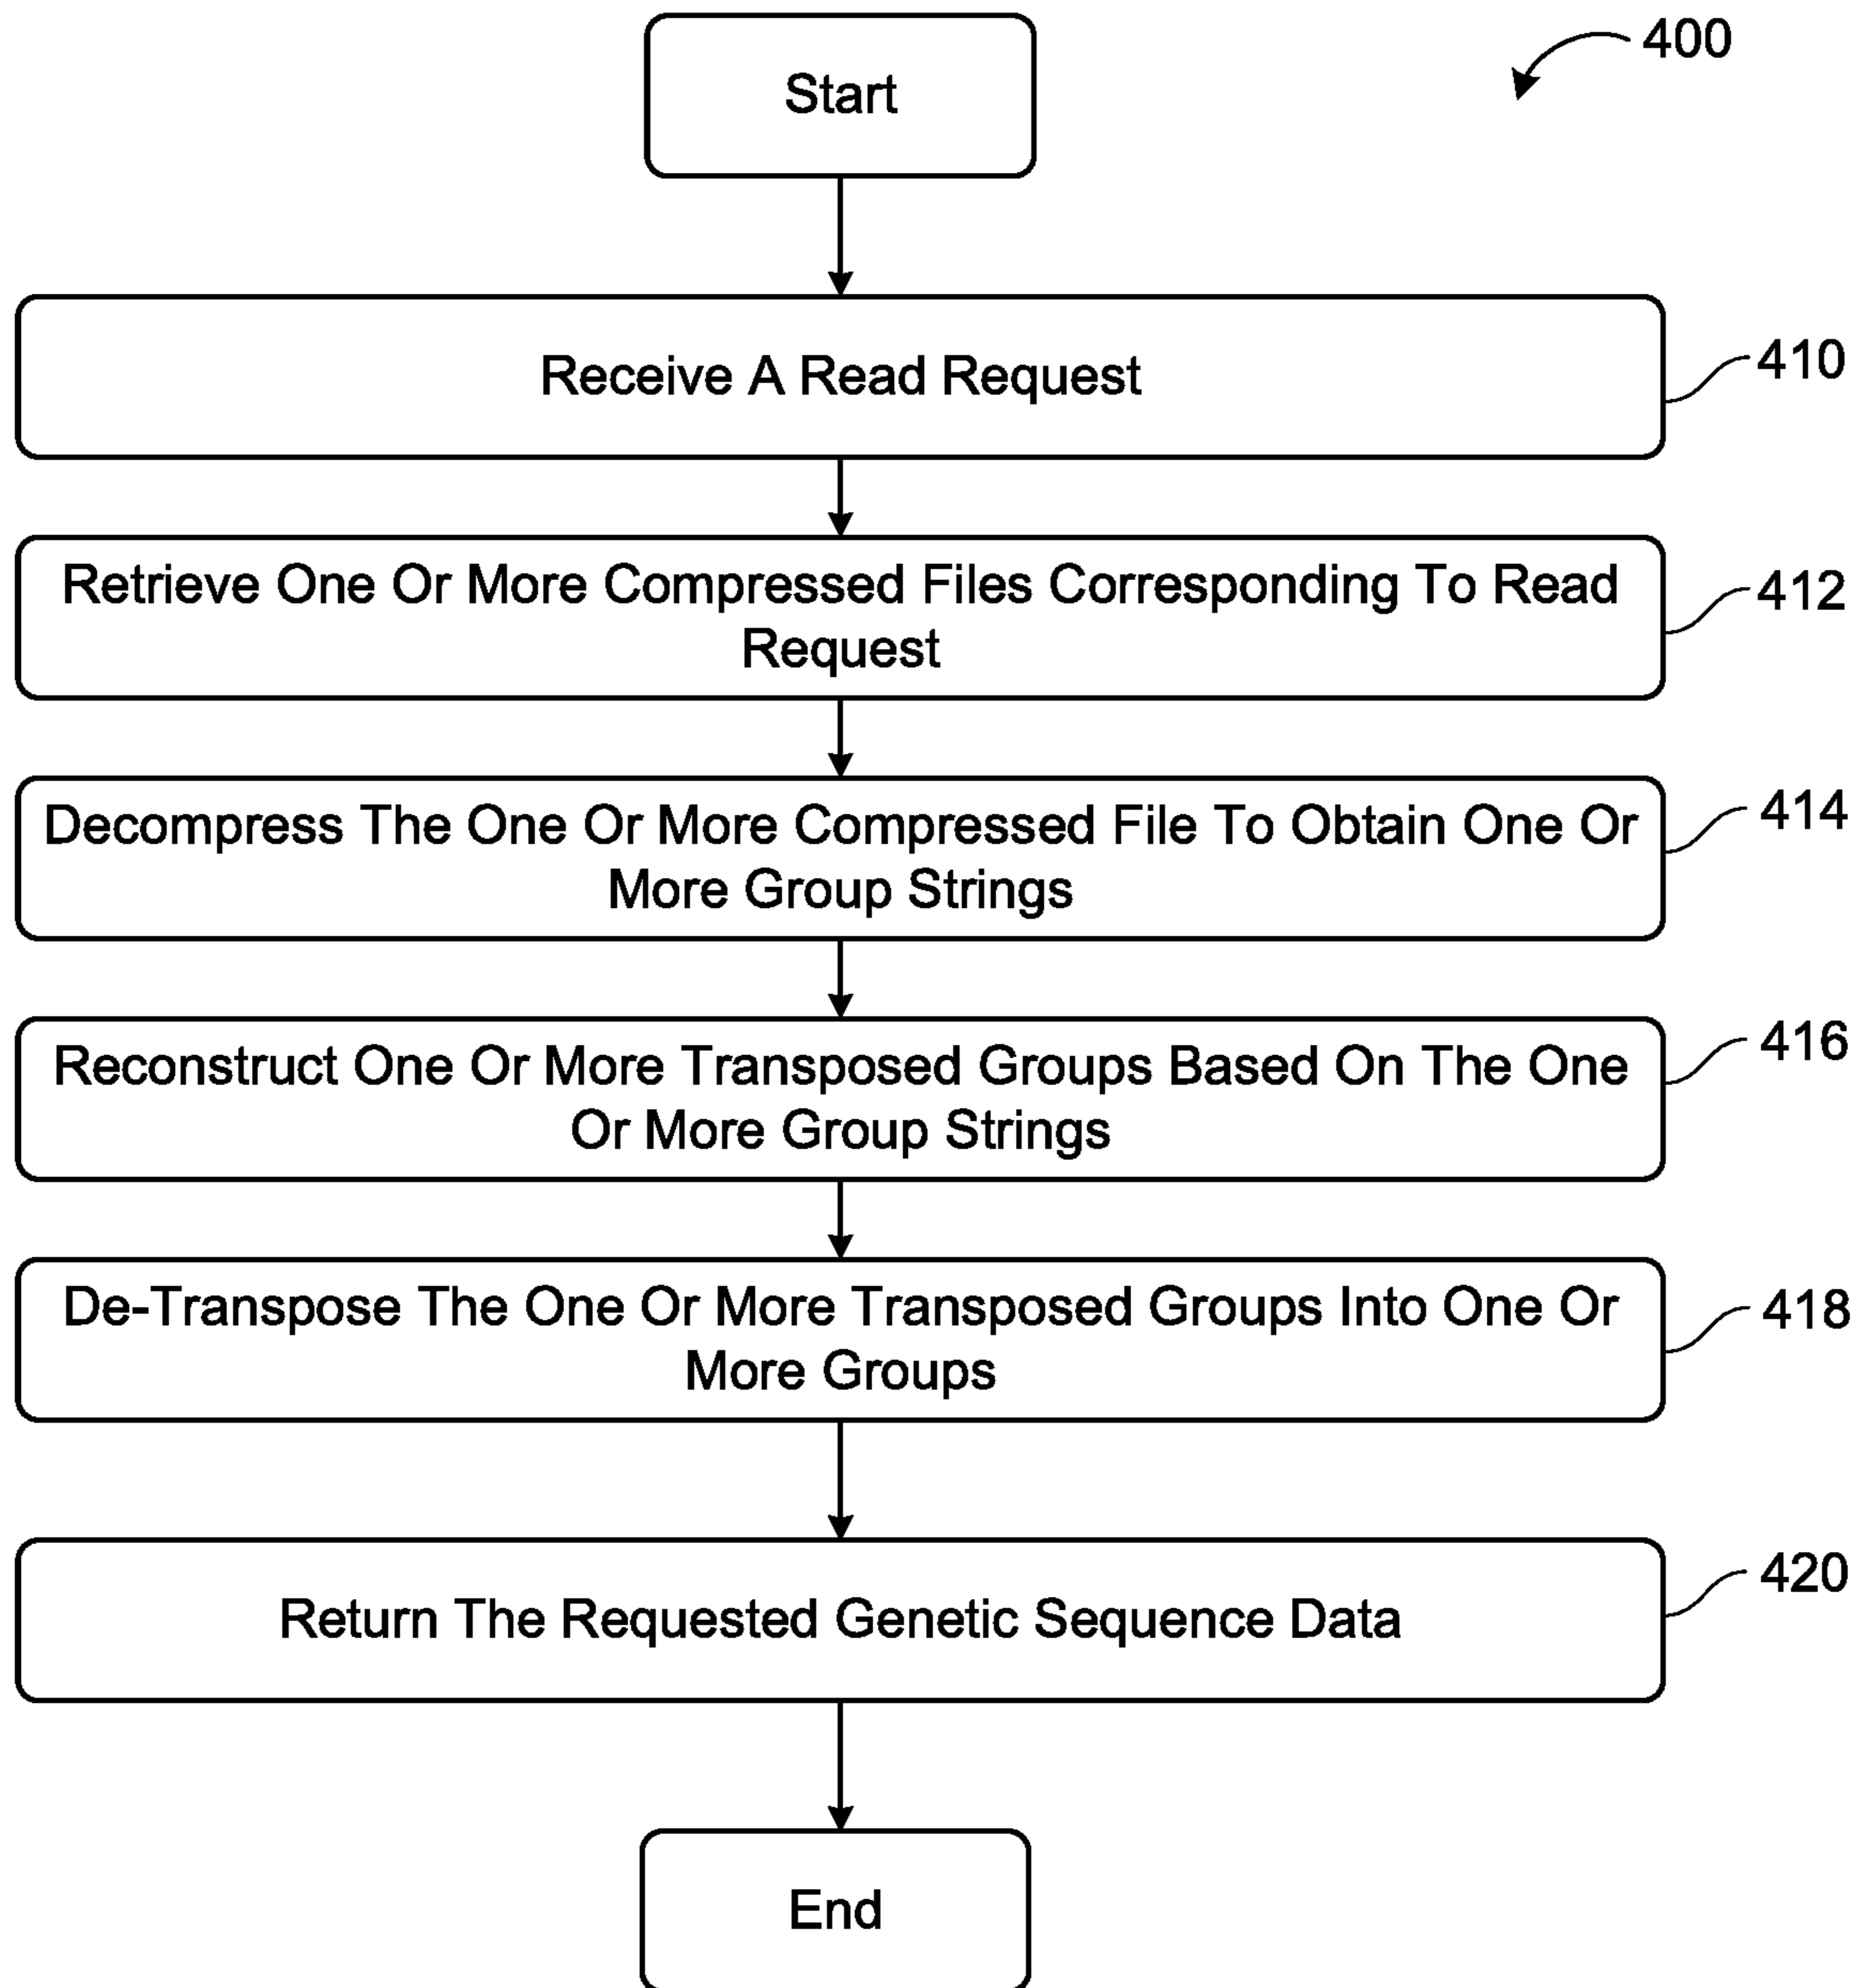 400
Start
Receive A Read Request
410
Retrieve One Or More Compressed Files Corresponding To Read
Request
412
Decompress The One Or More Compressed File To Obtain One Or
More Group Strings
414
Reconstruct One Or More Transposed Groups Based On The One
Or More Group Strings
416
De-Transpose The One Or More Transposed Groups Into One Or
More Groups
418
Return The Requested Genetic Sequence Data
420
End